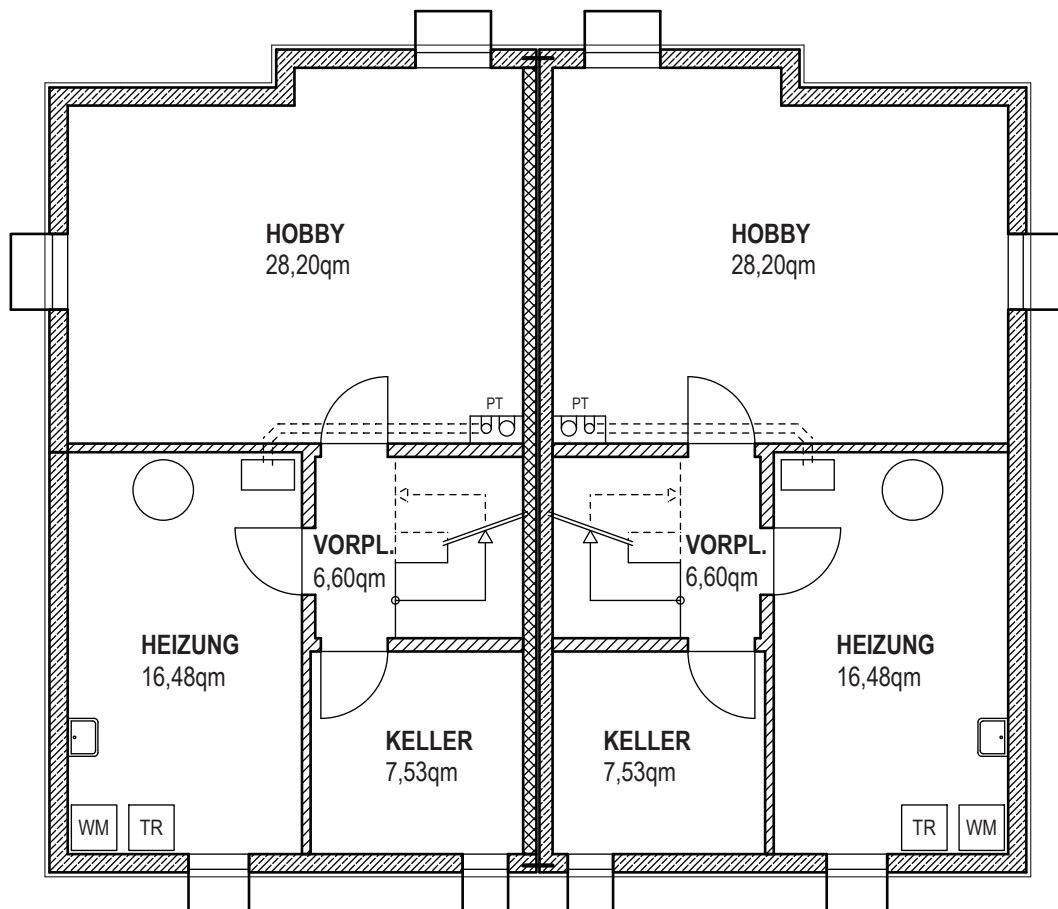 HOBBY
28,20qm
HOBBY
28,20qm
PT
PT
VORPL.
6,60qm
VORPL.
6,60qm
HEIZUNG
16,48qm
HEIZUNG
16,48qm
KELLER
7,53qm
KELLER
7,53qm
WM
TR
TR
WM